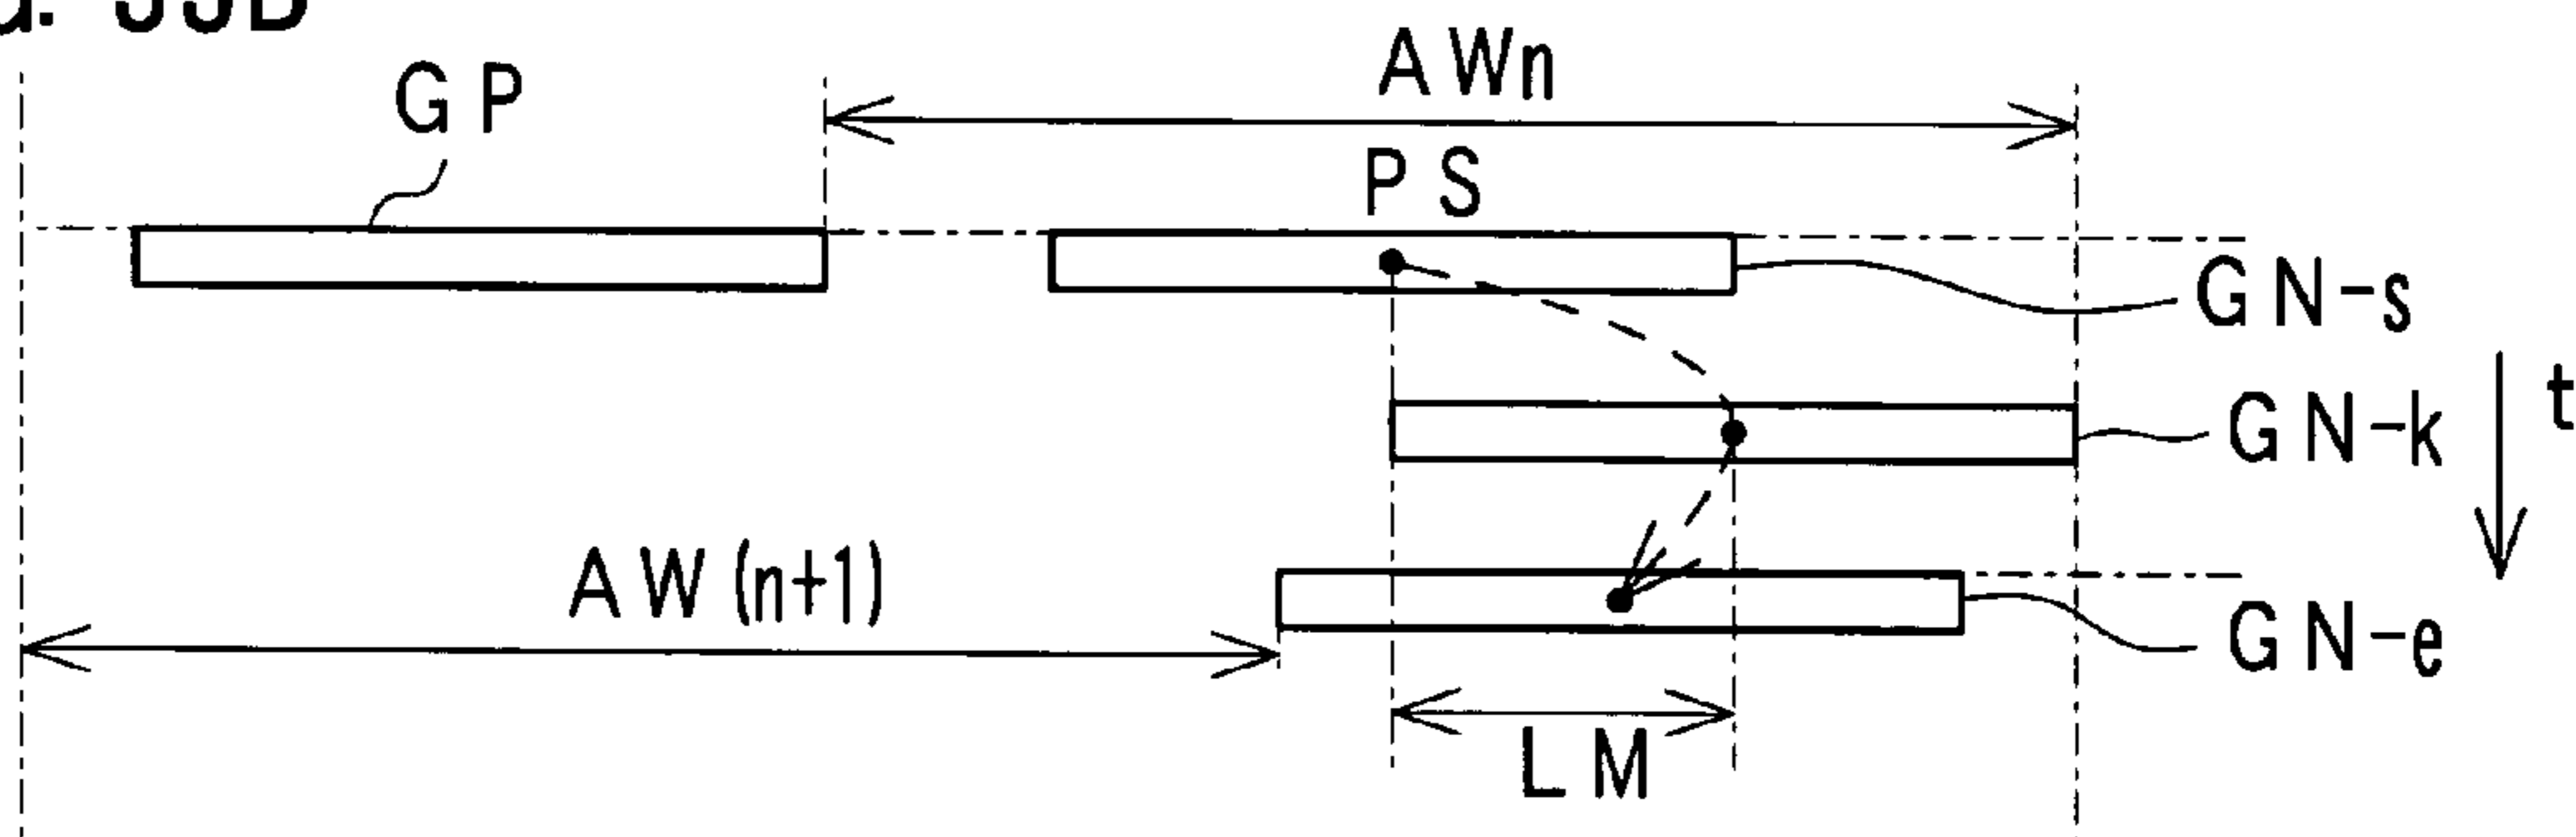 GP
AWn
PS
GN-s
t
GN-k
AW(n+1)
GN-e
LM